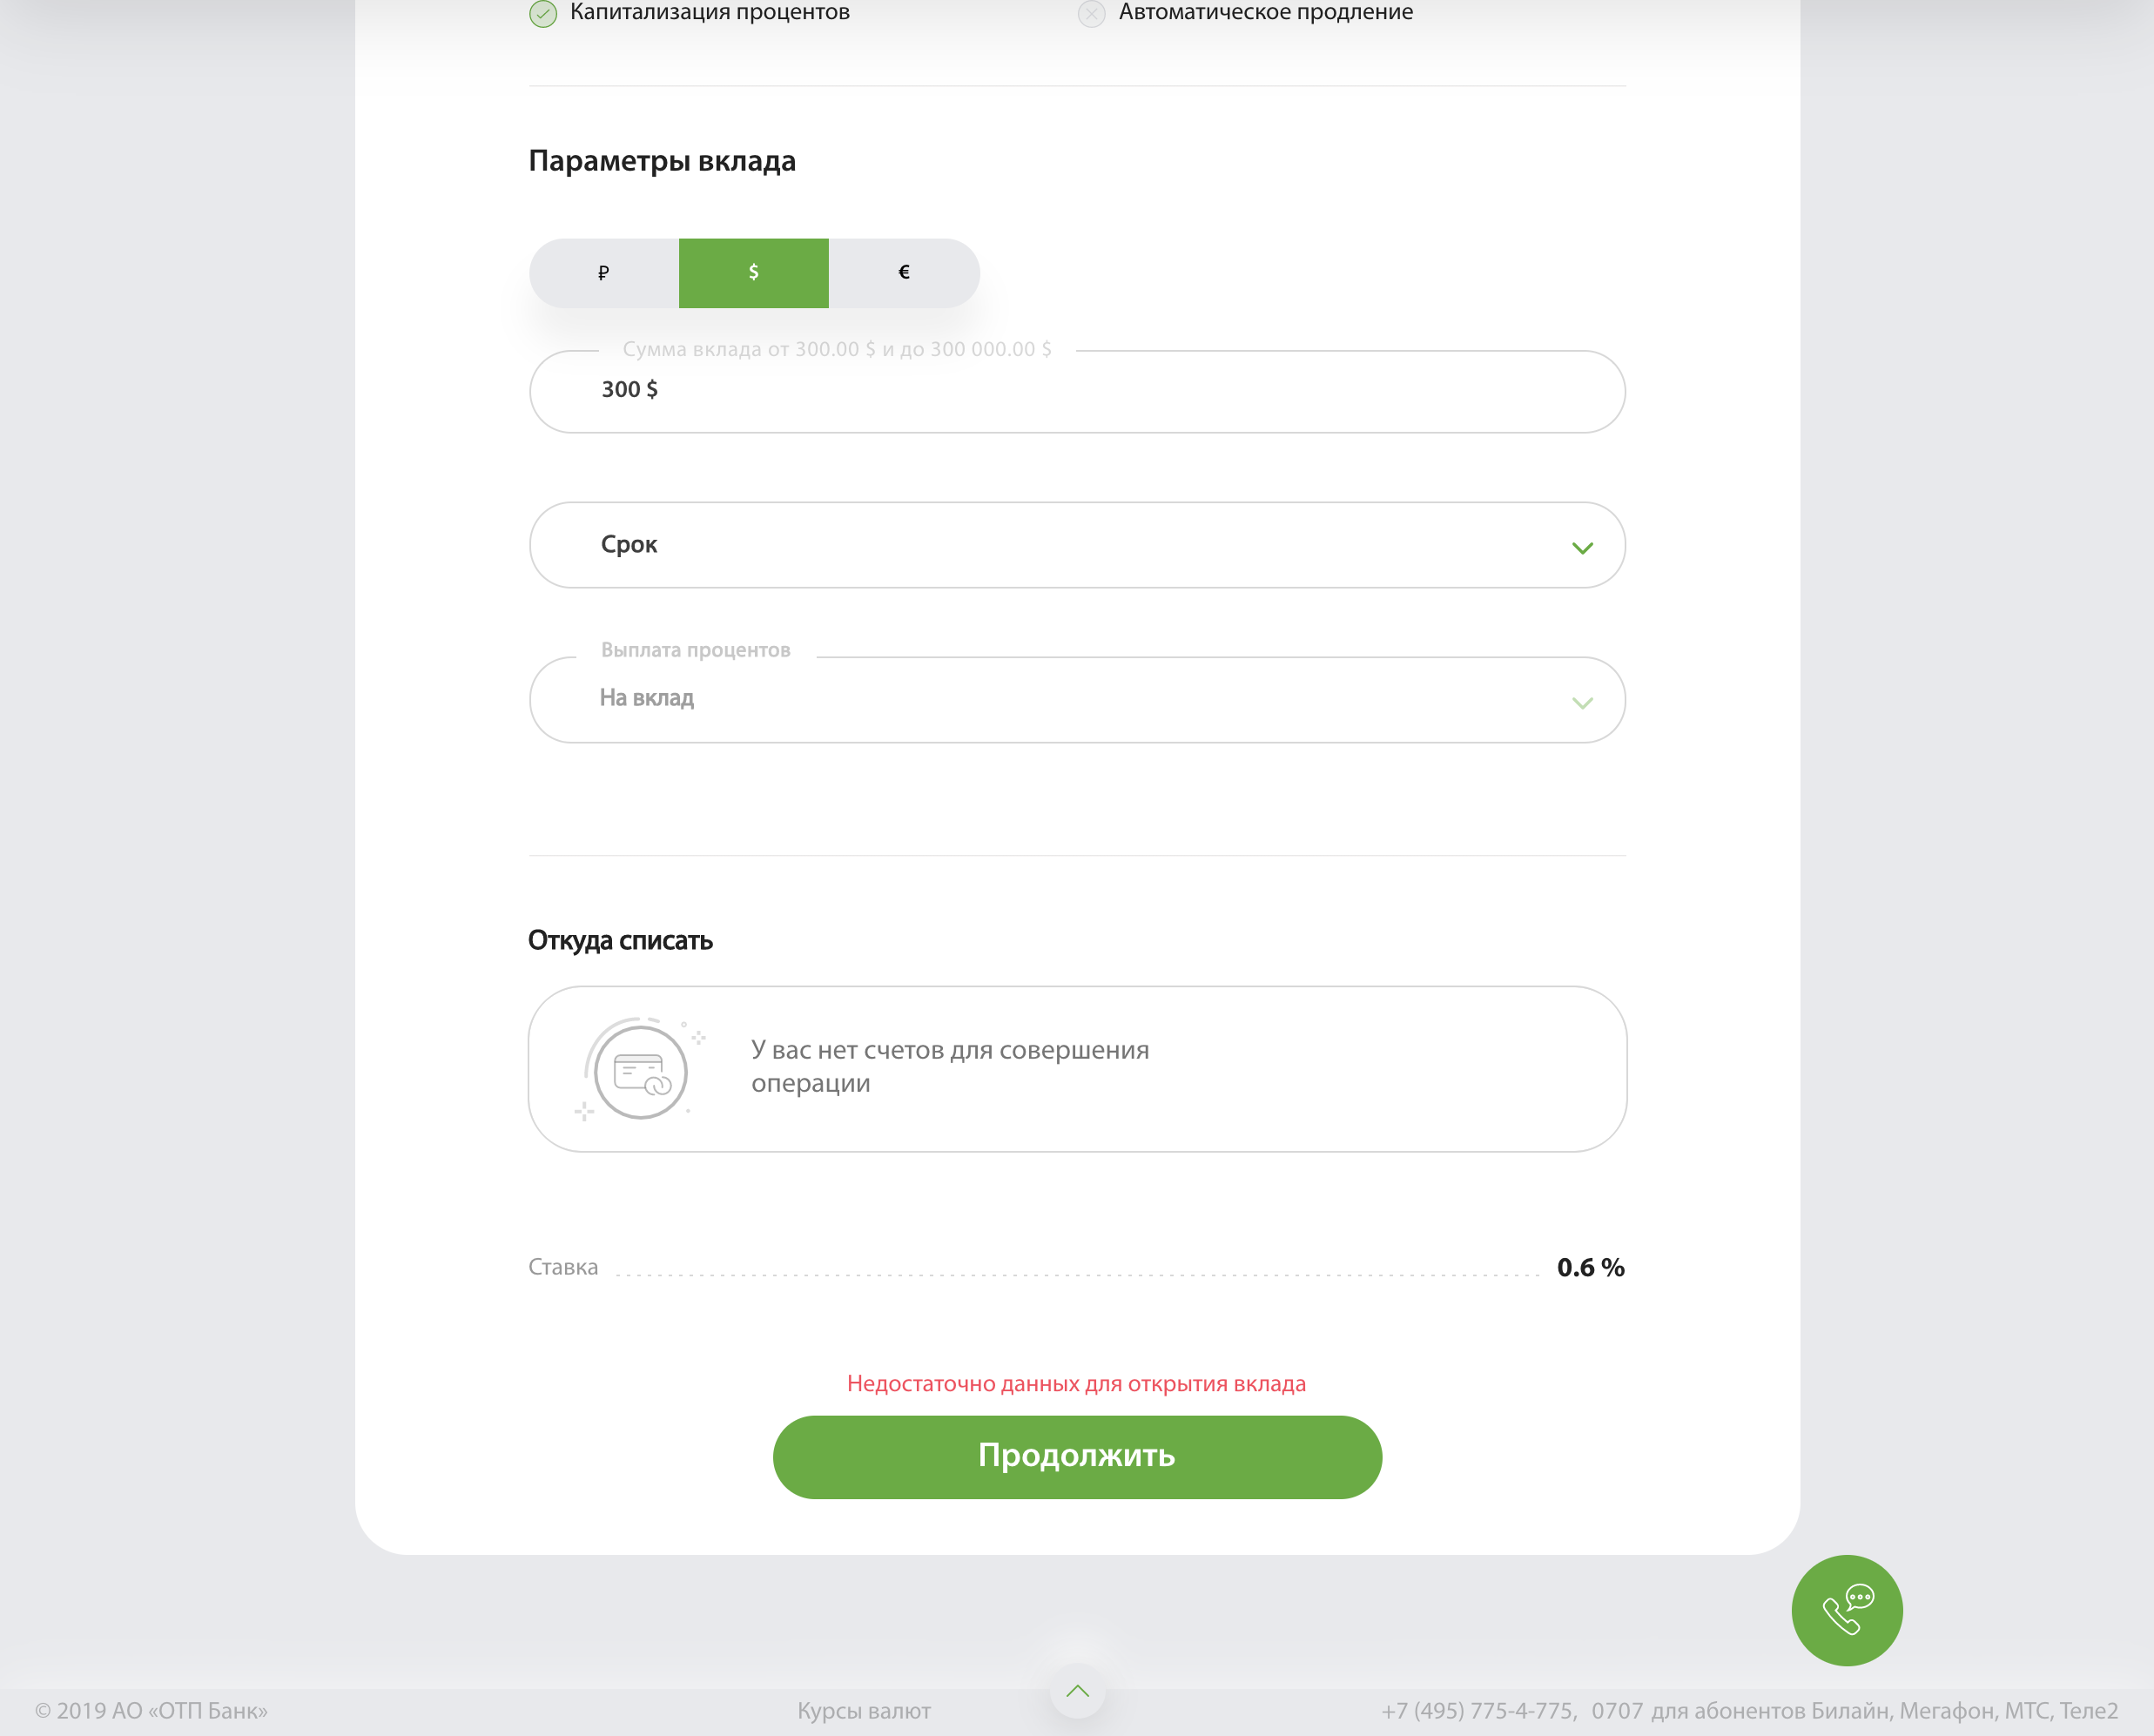 Капитализация процентов
Автоматическое продление
Параметры вклада
₽
$
€
Сумма вклада от 300.00 $ и до 300 000.00 $
300 $
Срок
Выплата процентов
На вклад
Откуда списать
У вас нет счетов для совершения
операции
Ставка
0.6 %
Недостаточно данных для открытия вклада
Продолжить
© 2019 АО «ОТП Банк»
Курсы валют
+7 (495) 775-4-775, 0707 для абонентов Билайн, Мегафон, МТС, Теле2